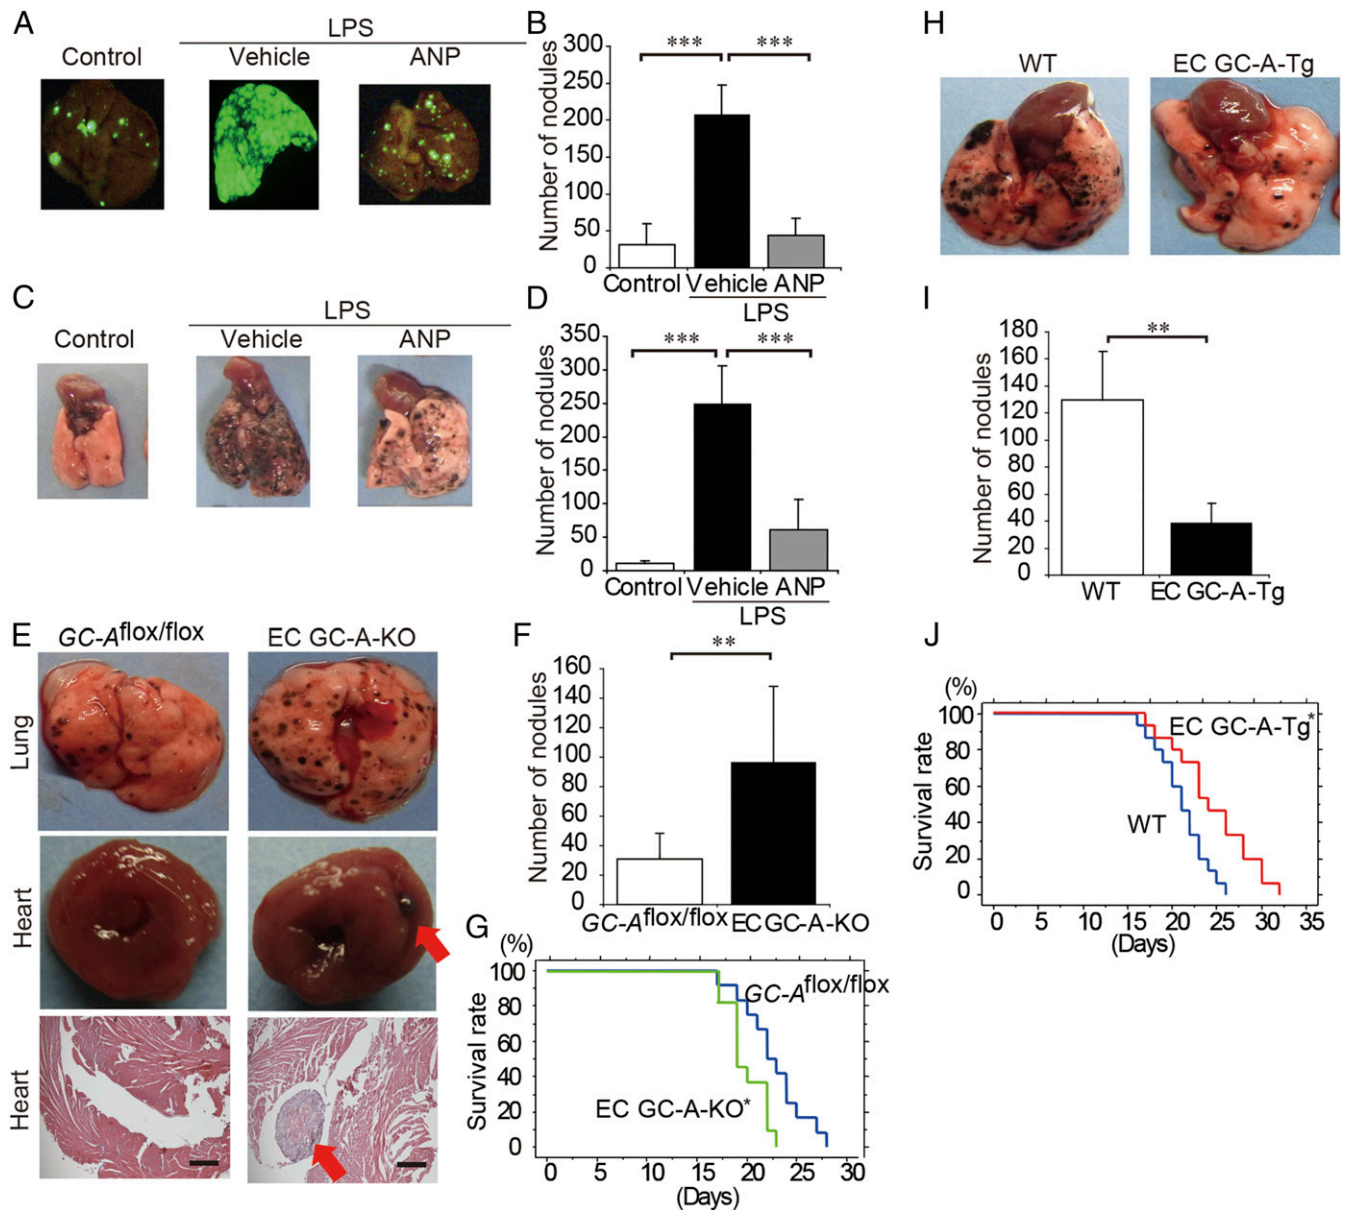 A
LPS
Control Vehicle ANP
B
Number of nodules
300
250
200
150
100
50
0
*** ***
Control Vehicle ANP
LPS
C
LPS
Control Vehicle ANP
D
Number of nodules
350
300
250
200
150
100
50
0
*** ***
Control Vehicle ANP
LPS
E
GC-Aflox/flox EC GC-A-KO
Lung
Heart
Heart
F
Number of nodules
160
140
120
100
80
60
40
20
0
**
GC-Aflox/flox EC GC-A-KO
G
(%)
Survival rate
100
80
60
40
20
0
GC-Aflox/flox
EC GC-A-KO*
0 5 10 15 20 25 30
(Days)
H
WT EC GC-A-Tg
I
Number of nodules
180
160
140
120
100
80
60
40
20
0
**
WT EC GC-A-Tg
J
(%)
Survival rate
100
80
60
40
20
0
EC GC-A-Tg*
WT
0 5 10 15 20 25 30 35
(Days)